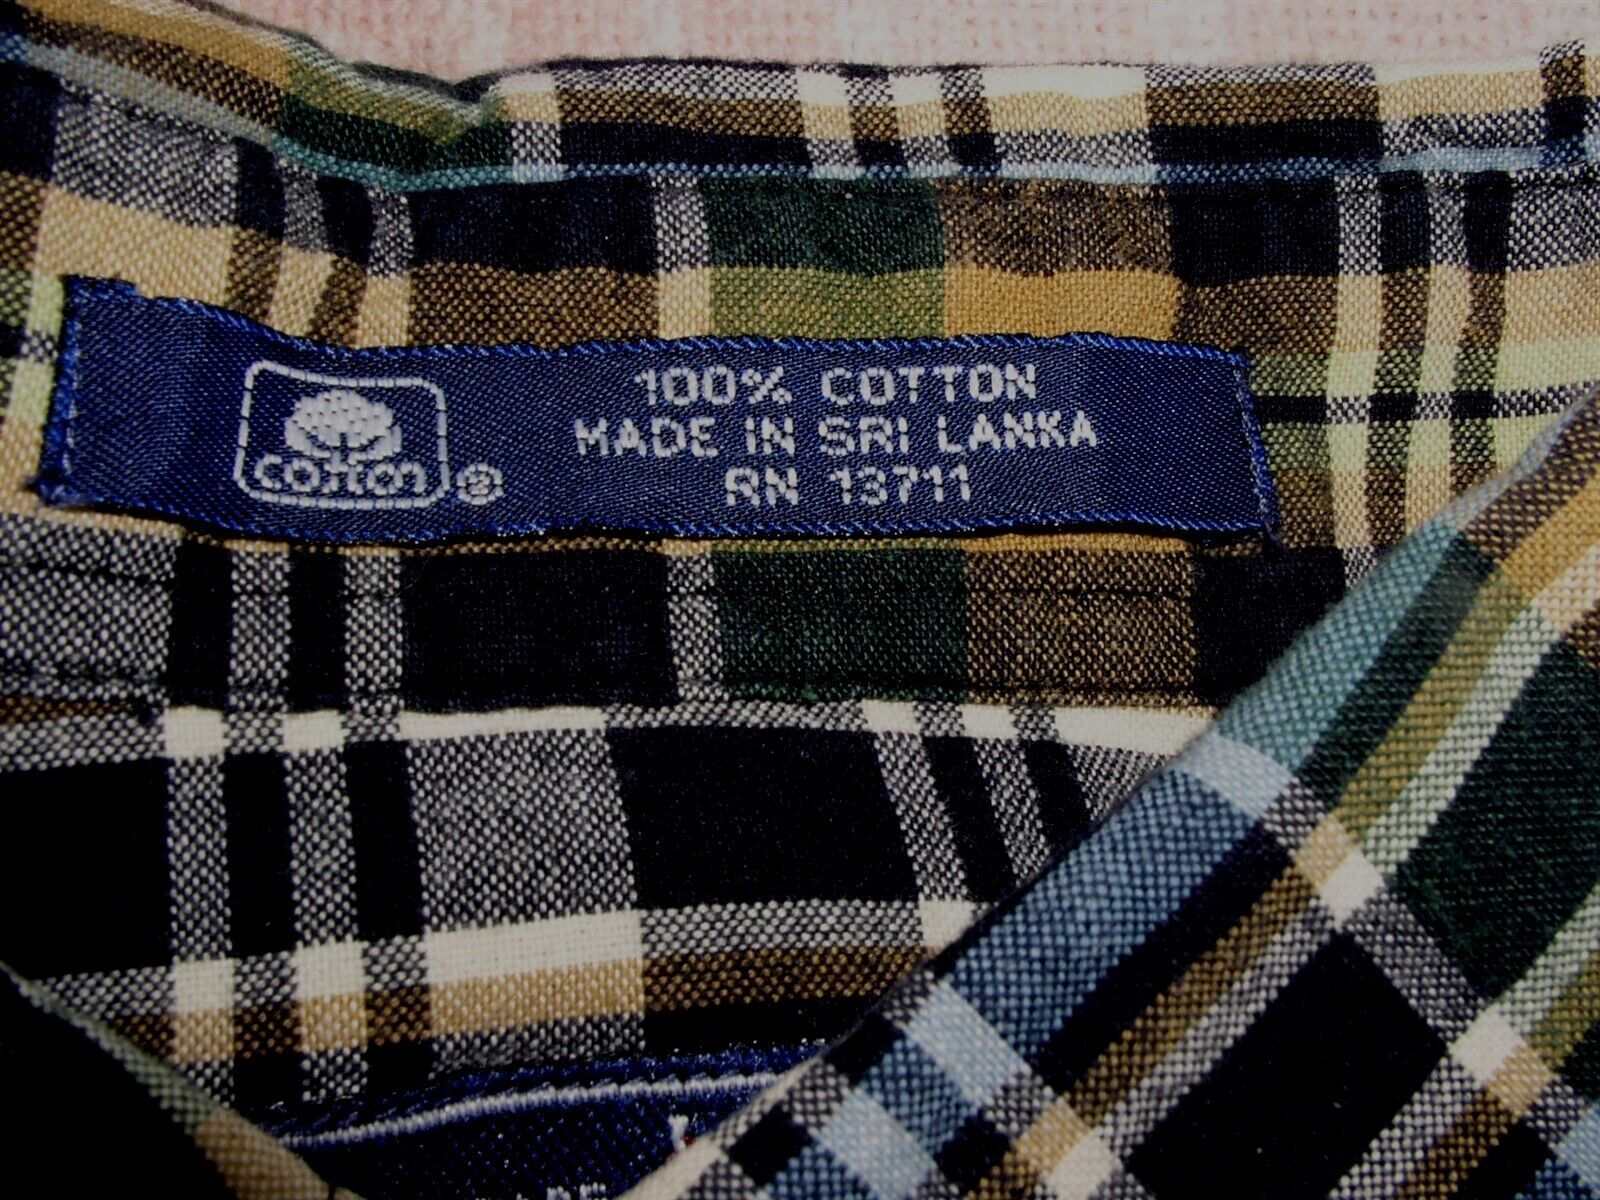 cotton ®
100% COTTON
MADE IN SRI LANKA
RN 13711